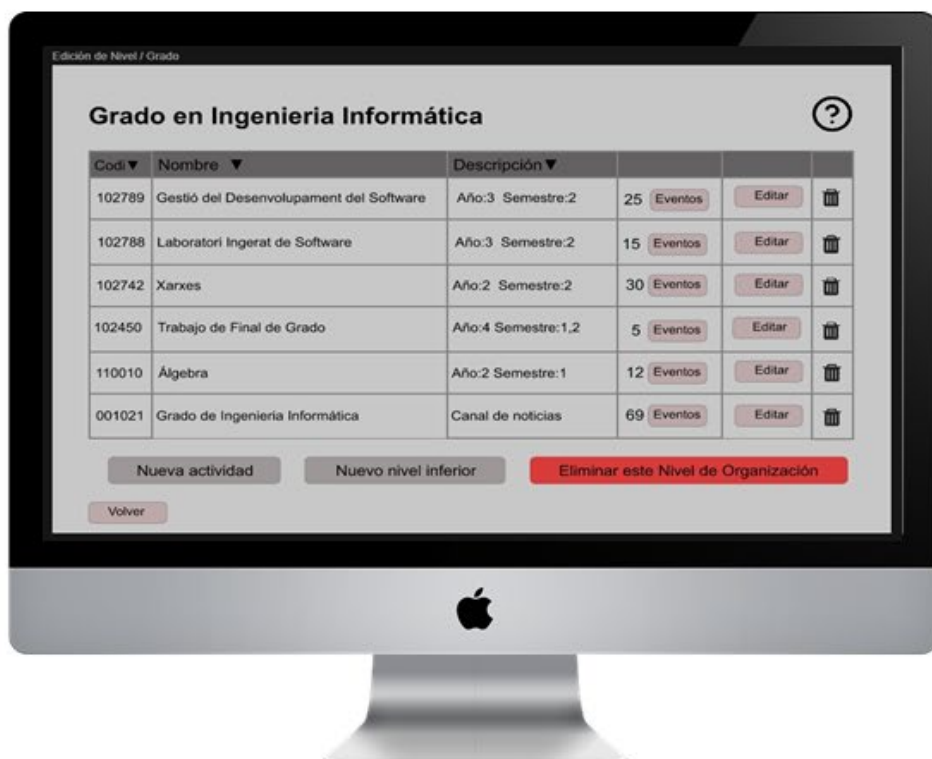 Edición de Nivel / Grado
Grado en Ingenieria Informática
?
Codi▼ Nombre ▼ Descripción▼
102789 Gestió del Desenvolupament del Software Año:3 Semestre:2 25 Eventos Editar
102788 Laboratori Ingerat de Software Año:3 Semestre:2 15 Eventos Editar
102742 Xarxes Año:2 Semestre:2 30 Eventos Editar
102450 Trabajo de Final de Grado Año:4 Semestre:1,2 5 Eventos Editar
110010 Álgebra Año:2 Semestre:1 12 Eventos Editar
001021 Grado de Ingenieria Informática Canal de noticias 69 Eventos Editar
Nueva actividad Nuevo nivel inferior Eliminar este Nivel de Organización
Volver